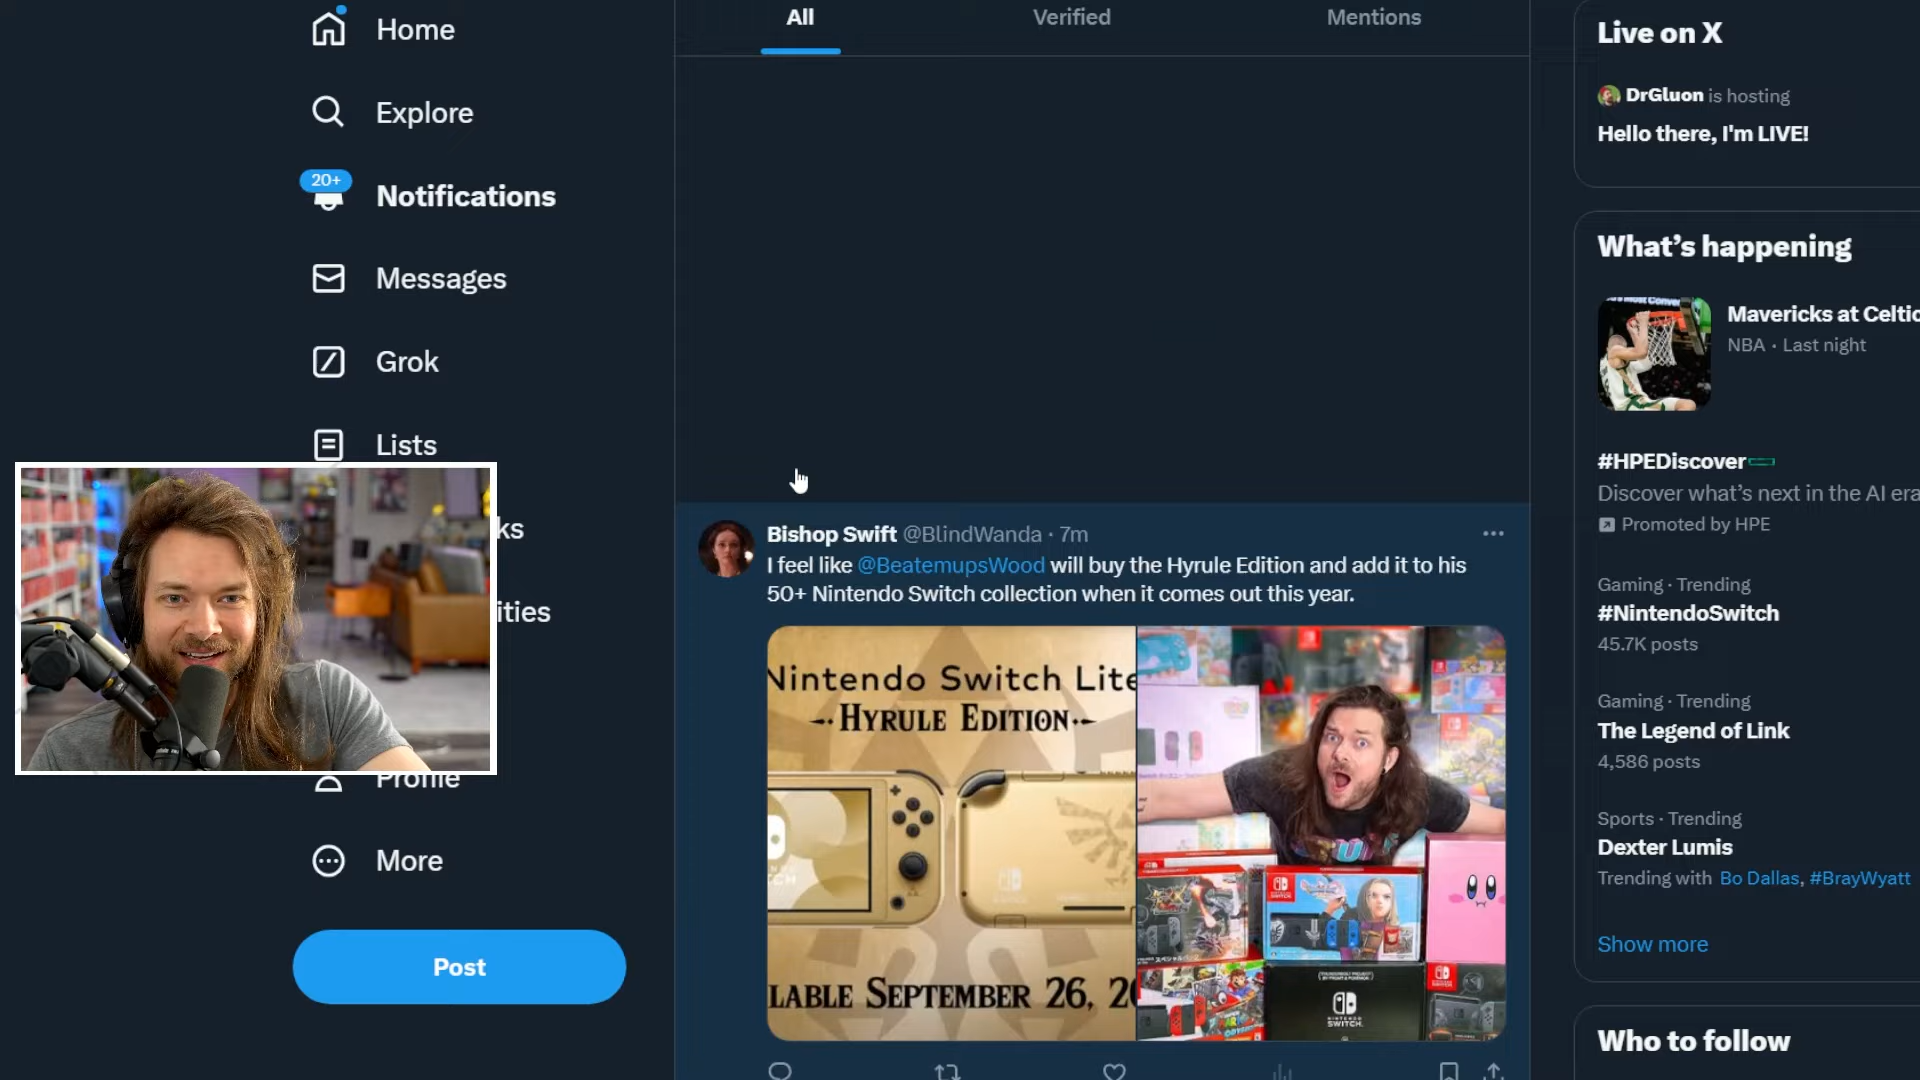 Home
Explore
20+
Notifications
Messages
Grok
Lists
ks
ities
Profile
More
Post
All
Verified
Mentions
Bishop Swift @BlindWanda · 7m
I feel like @BeatemupsWood will buy the Hyrule Edition and add it to his
50+ Nintendo Switch collection when it comes out this year.
Nintendo Switch Lite
HYRULE EDITION
LABLE SEPTEMBER 26, 20
NINTENDO
SWITCH
Live on X
DrGluon is hosting
Hello there, I'm LIVE!
What's happening
Mavericks at Celtic
NBA · Last night
#HPEDiscover
Discover what's next in the AI era
Promoted by HPE
Gaming · Trending
#NintendoSwitch
45.7K posts
Gaming · Trending
The Legend of Link
4,586 posts
Sports · Trending
Dexter Lumis
Trending with Bo Dallas, #BrayWyatt
Show more
Who to follow